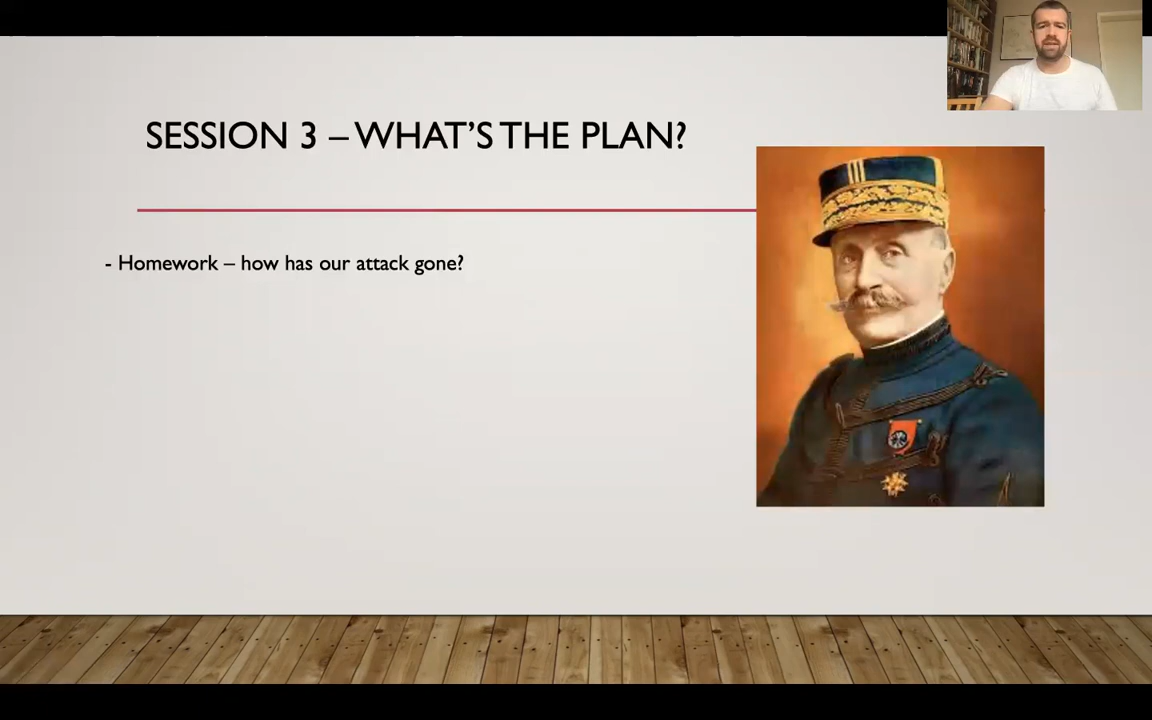 SESSION 3 – WHAT'S THE PLAN?
- Homework – how has our attack gone?